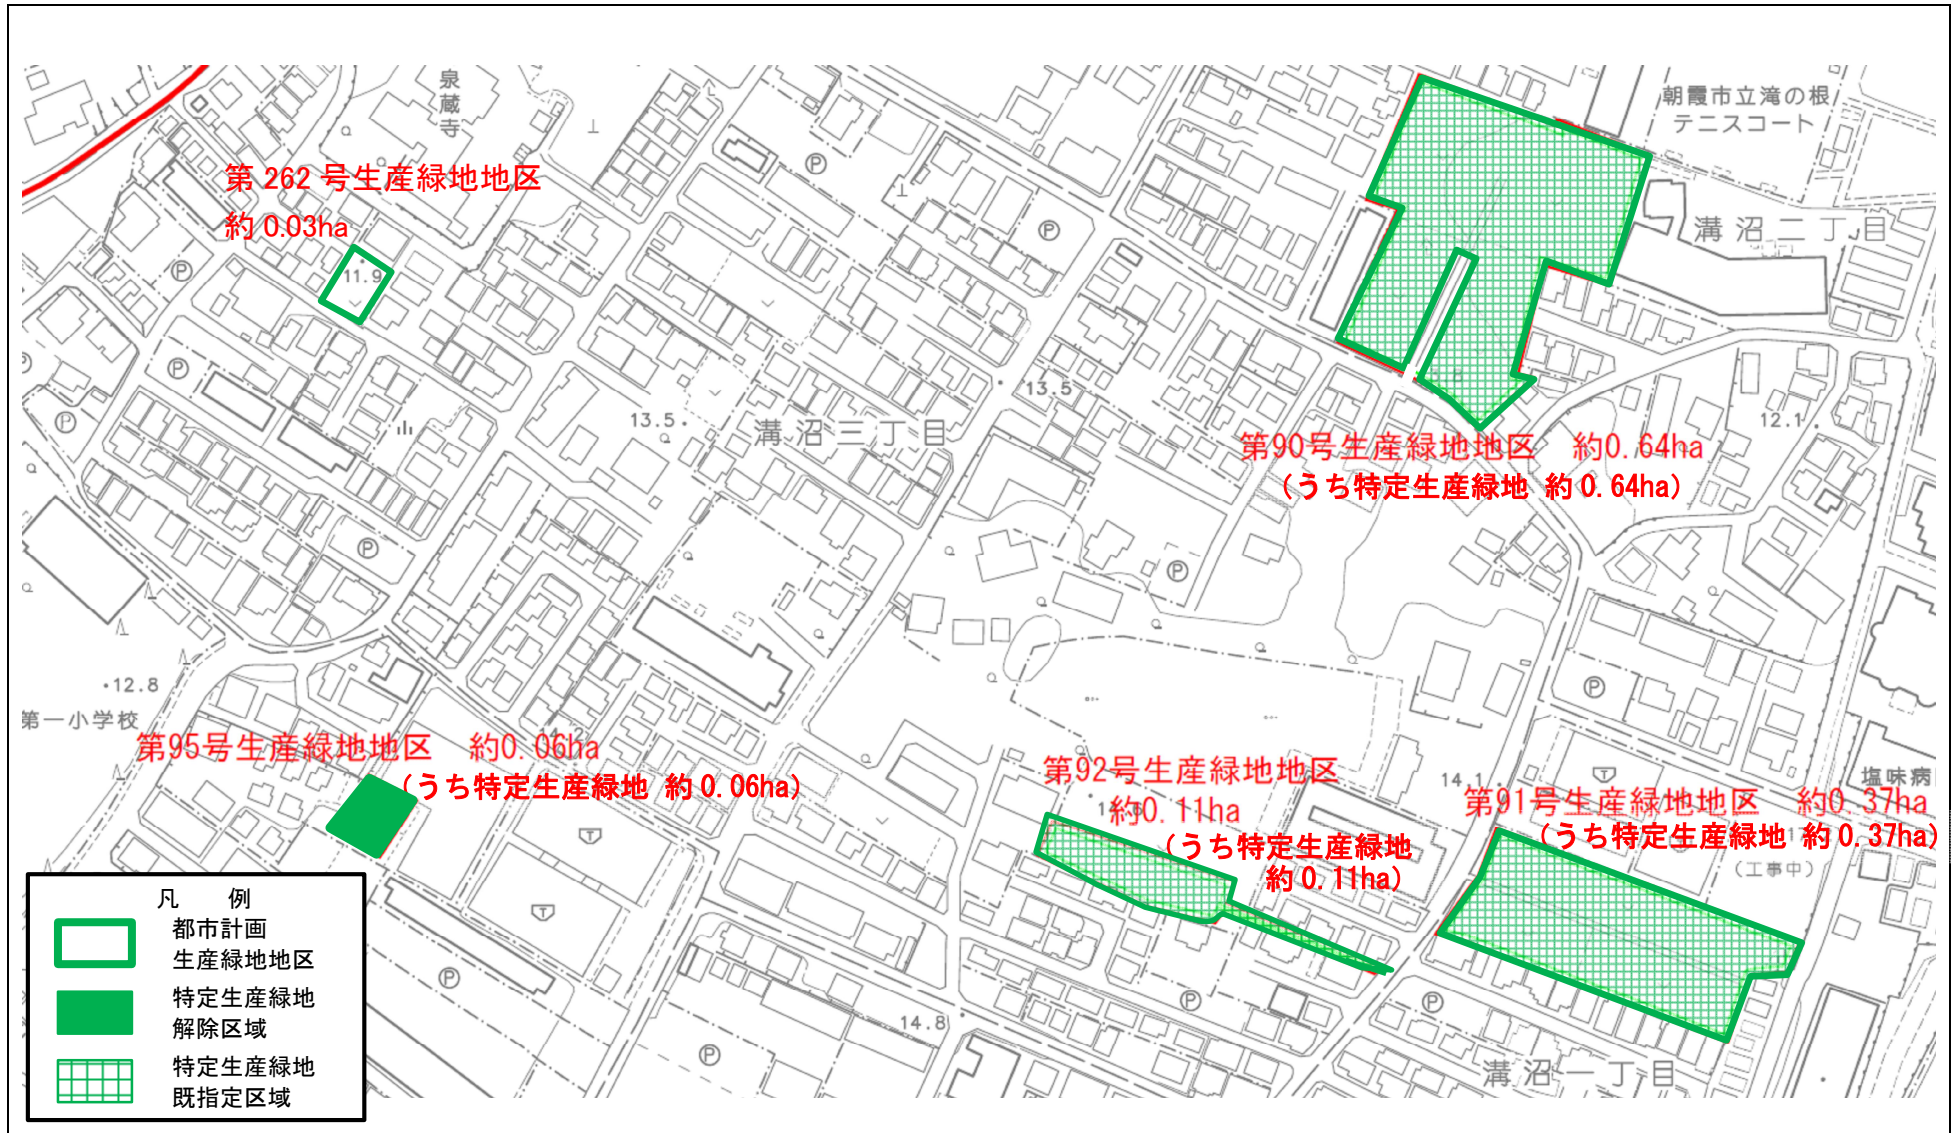 泉蔵寺
朝霞市立滝の根
テニスコート
第 262 号生産緑地地区
約 0.03ha
11.9
溝沼二丁目
13.5
13.5
溝沼三丁目
12.1
第90号生産緑地地区 約0.64ha
（うち特定生産緑地 約 0.64ha）
12.8
第一小学校
14.2
第95号生産緑地地区 約0.06ha
（うち特定生産緑地 約 0.06ha）
第92号生産緑地地区
約0.11ha
（うち特定生産緑地
約 0.11ha）
14.1
塩味病
第91号生産緑地地区 約0.37ha
（うち特定生産緑地 約 0.37ha）
（工事中）
14.8
溝沼一丁目
凡 例
都市計画
生産緑地地区
特定生産緑地
解除区域
特定生産緑地
既指定区域